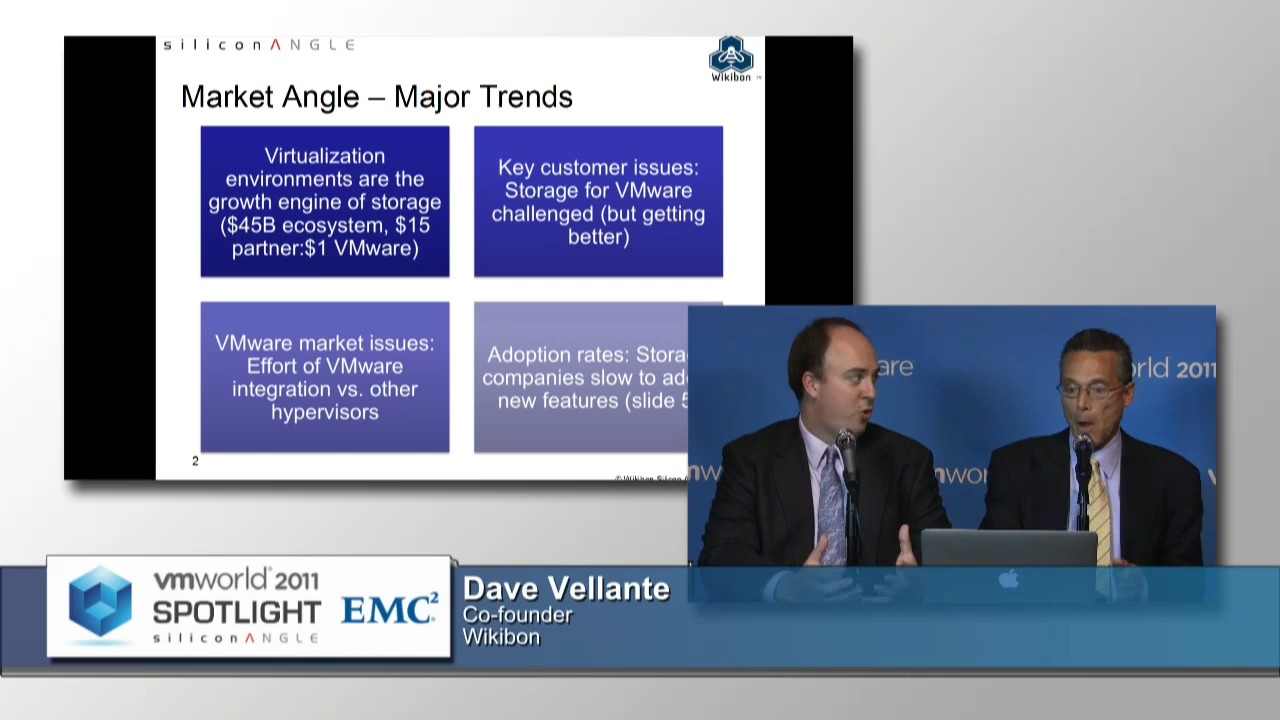 siliconANGLE
Wikibon
Market Angle – Major Trends
Virtualization
environments are the
growth engine of storage
($45B ecosystem, $15
partner:$1 VMware)
Key customer issues:
Storage for VMware
challenged (but getting
better)
VMware market issues:
Effort of VMware
integration vs. other
hypervisors
Adoption rates:
companies slow to
new features (slide
2
2011
vmworld 2011
SPOTLIGHT
siliconANGLE
EMC²
Dave Vellante
Co-founder
Wikibon